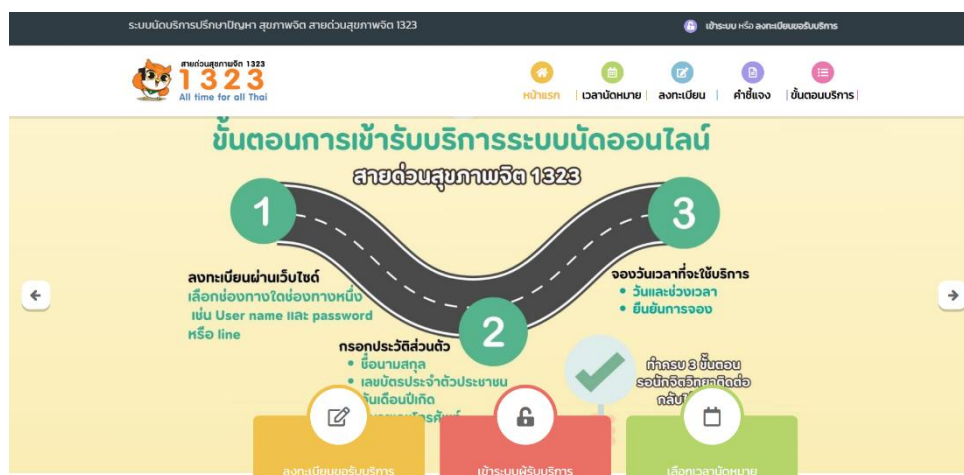 ระบบนัดบริการปรึกษาปัญหา สุขภาพจิต สายด่วนสุขภาพจิต 1323
เข้าระบบ หรือ ลงทะเบียนขอรับบริการ
สายด่วนสุขภาพจิต 1323
1323
All time for all Thai
หน้าแรก
เวลานัดหมาย
ลงทะเบียน
คำชี้แจง
ขั้นตอนบริการ
ขั้นตอนการเข้ารับบริการระบบนัดออนไลน์
สายด่วนสุขภาพจิต 1323
1
ลงทะเบียนผ่านเว็บไซต์
เลือกช่องทางใดช่องทางหนึ่ง
เช่น User name และ password
หรือ line
2
กรอกประวัติส่วนตัว
• ชื่อนามสกุล
• เลขบัตรประจำตัวประชาชน
วันเดือนปีเกิด
3
จองวันเวลาที่จะใช้บริการ
• วันและช่วงเวลา
• ยืนยันการจอง
ทำครบ 3 ขั้นตอน
รอนักจิตวิทยาติดต่อ
ลงทะเบียนขอรับบริการ
เข้าระบบผู้รับบริการ
เลือกเวลานัดหมาย